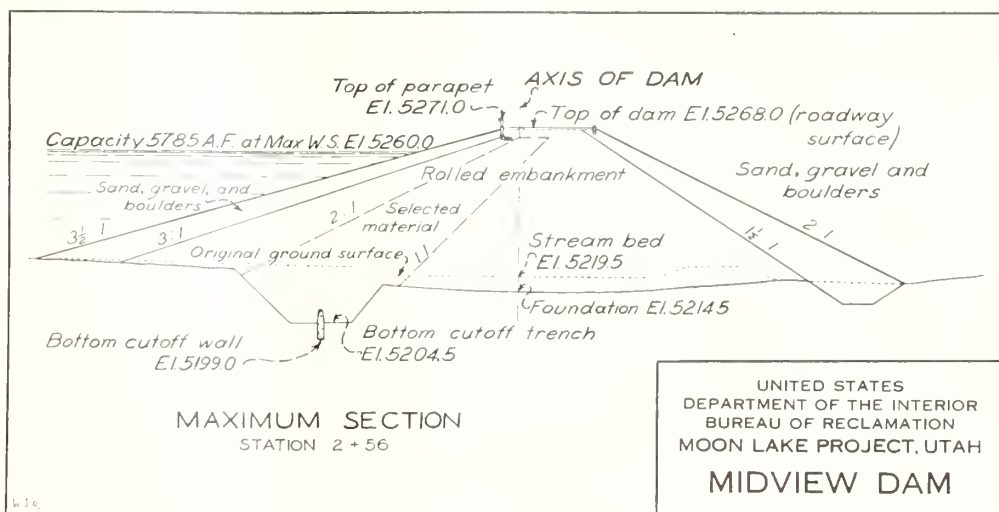 Top of parapet
El. 5271.0
AXIS OF DAM
Top of dam El. 5268.0 (roadway
surface)
Capacity 5785 A.F. at Max W.S. El 5260.0
Sand, gravel, and
boulders
Rolled embankment
Sand, gravel and
boulders
2:1
Selected
material
3½ 1
3:1
1½ 1
2 1
Original ground surface,
1:1
Stream bed
El. 5219.5
Foundation El. 5214.5
Bottom cutoff wall
El. 5199.0
Bottom cutoff trench
El. 5204.5
MAXIMUM SECTION
STATION 2+56
UNITED STATES
DEPARTMENT OF THE INTERIOR
BUREAU OF RECLAMATION
MOON LAKE PROJECT, UTAH
MIDVIEW DAM